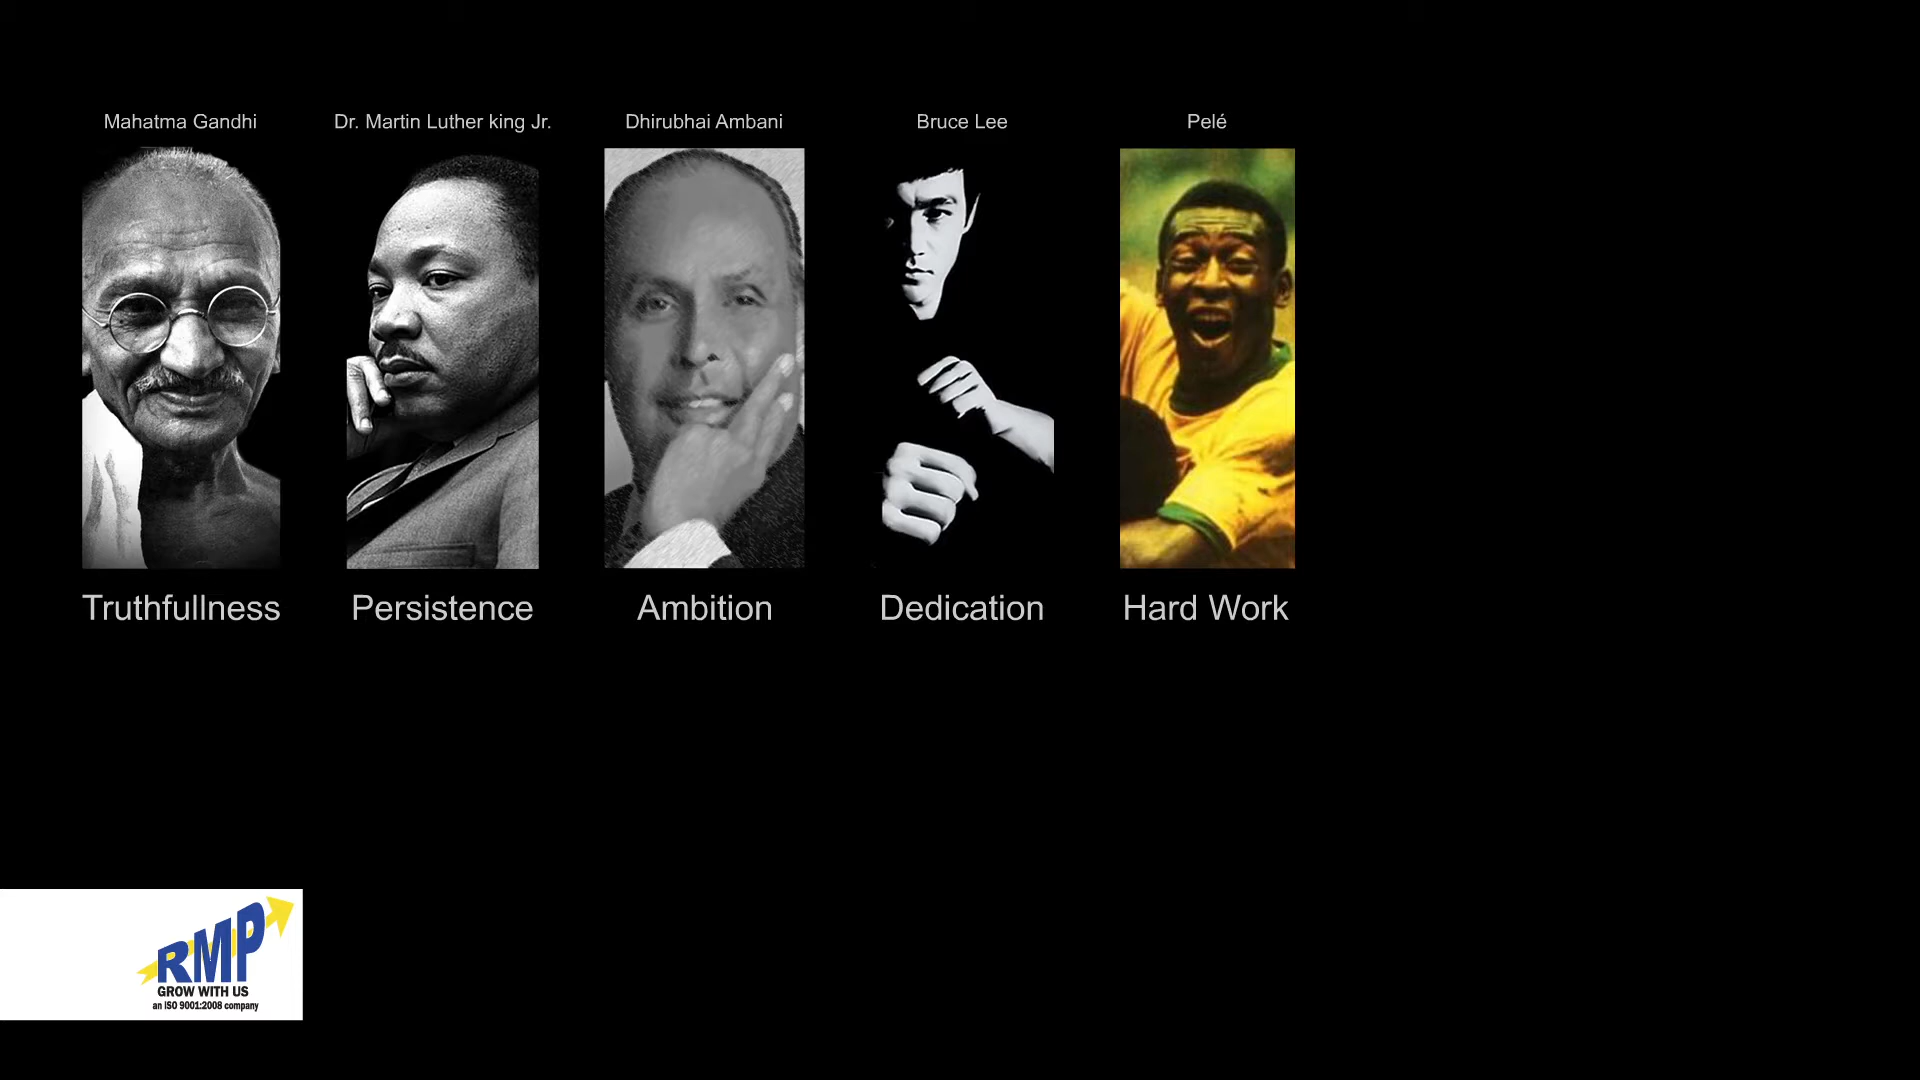 Mahatma Gandhi
Dr. Martin Luther king Jr.
Dhirubhai Ambani
Bruce Lee
Pelé
Truthfullness
Persistence
Ambition
Dedication
Hard Work
RMP
GROW WITH US
an ISO 9001:2008 company